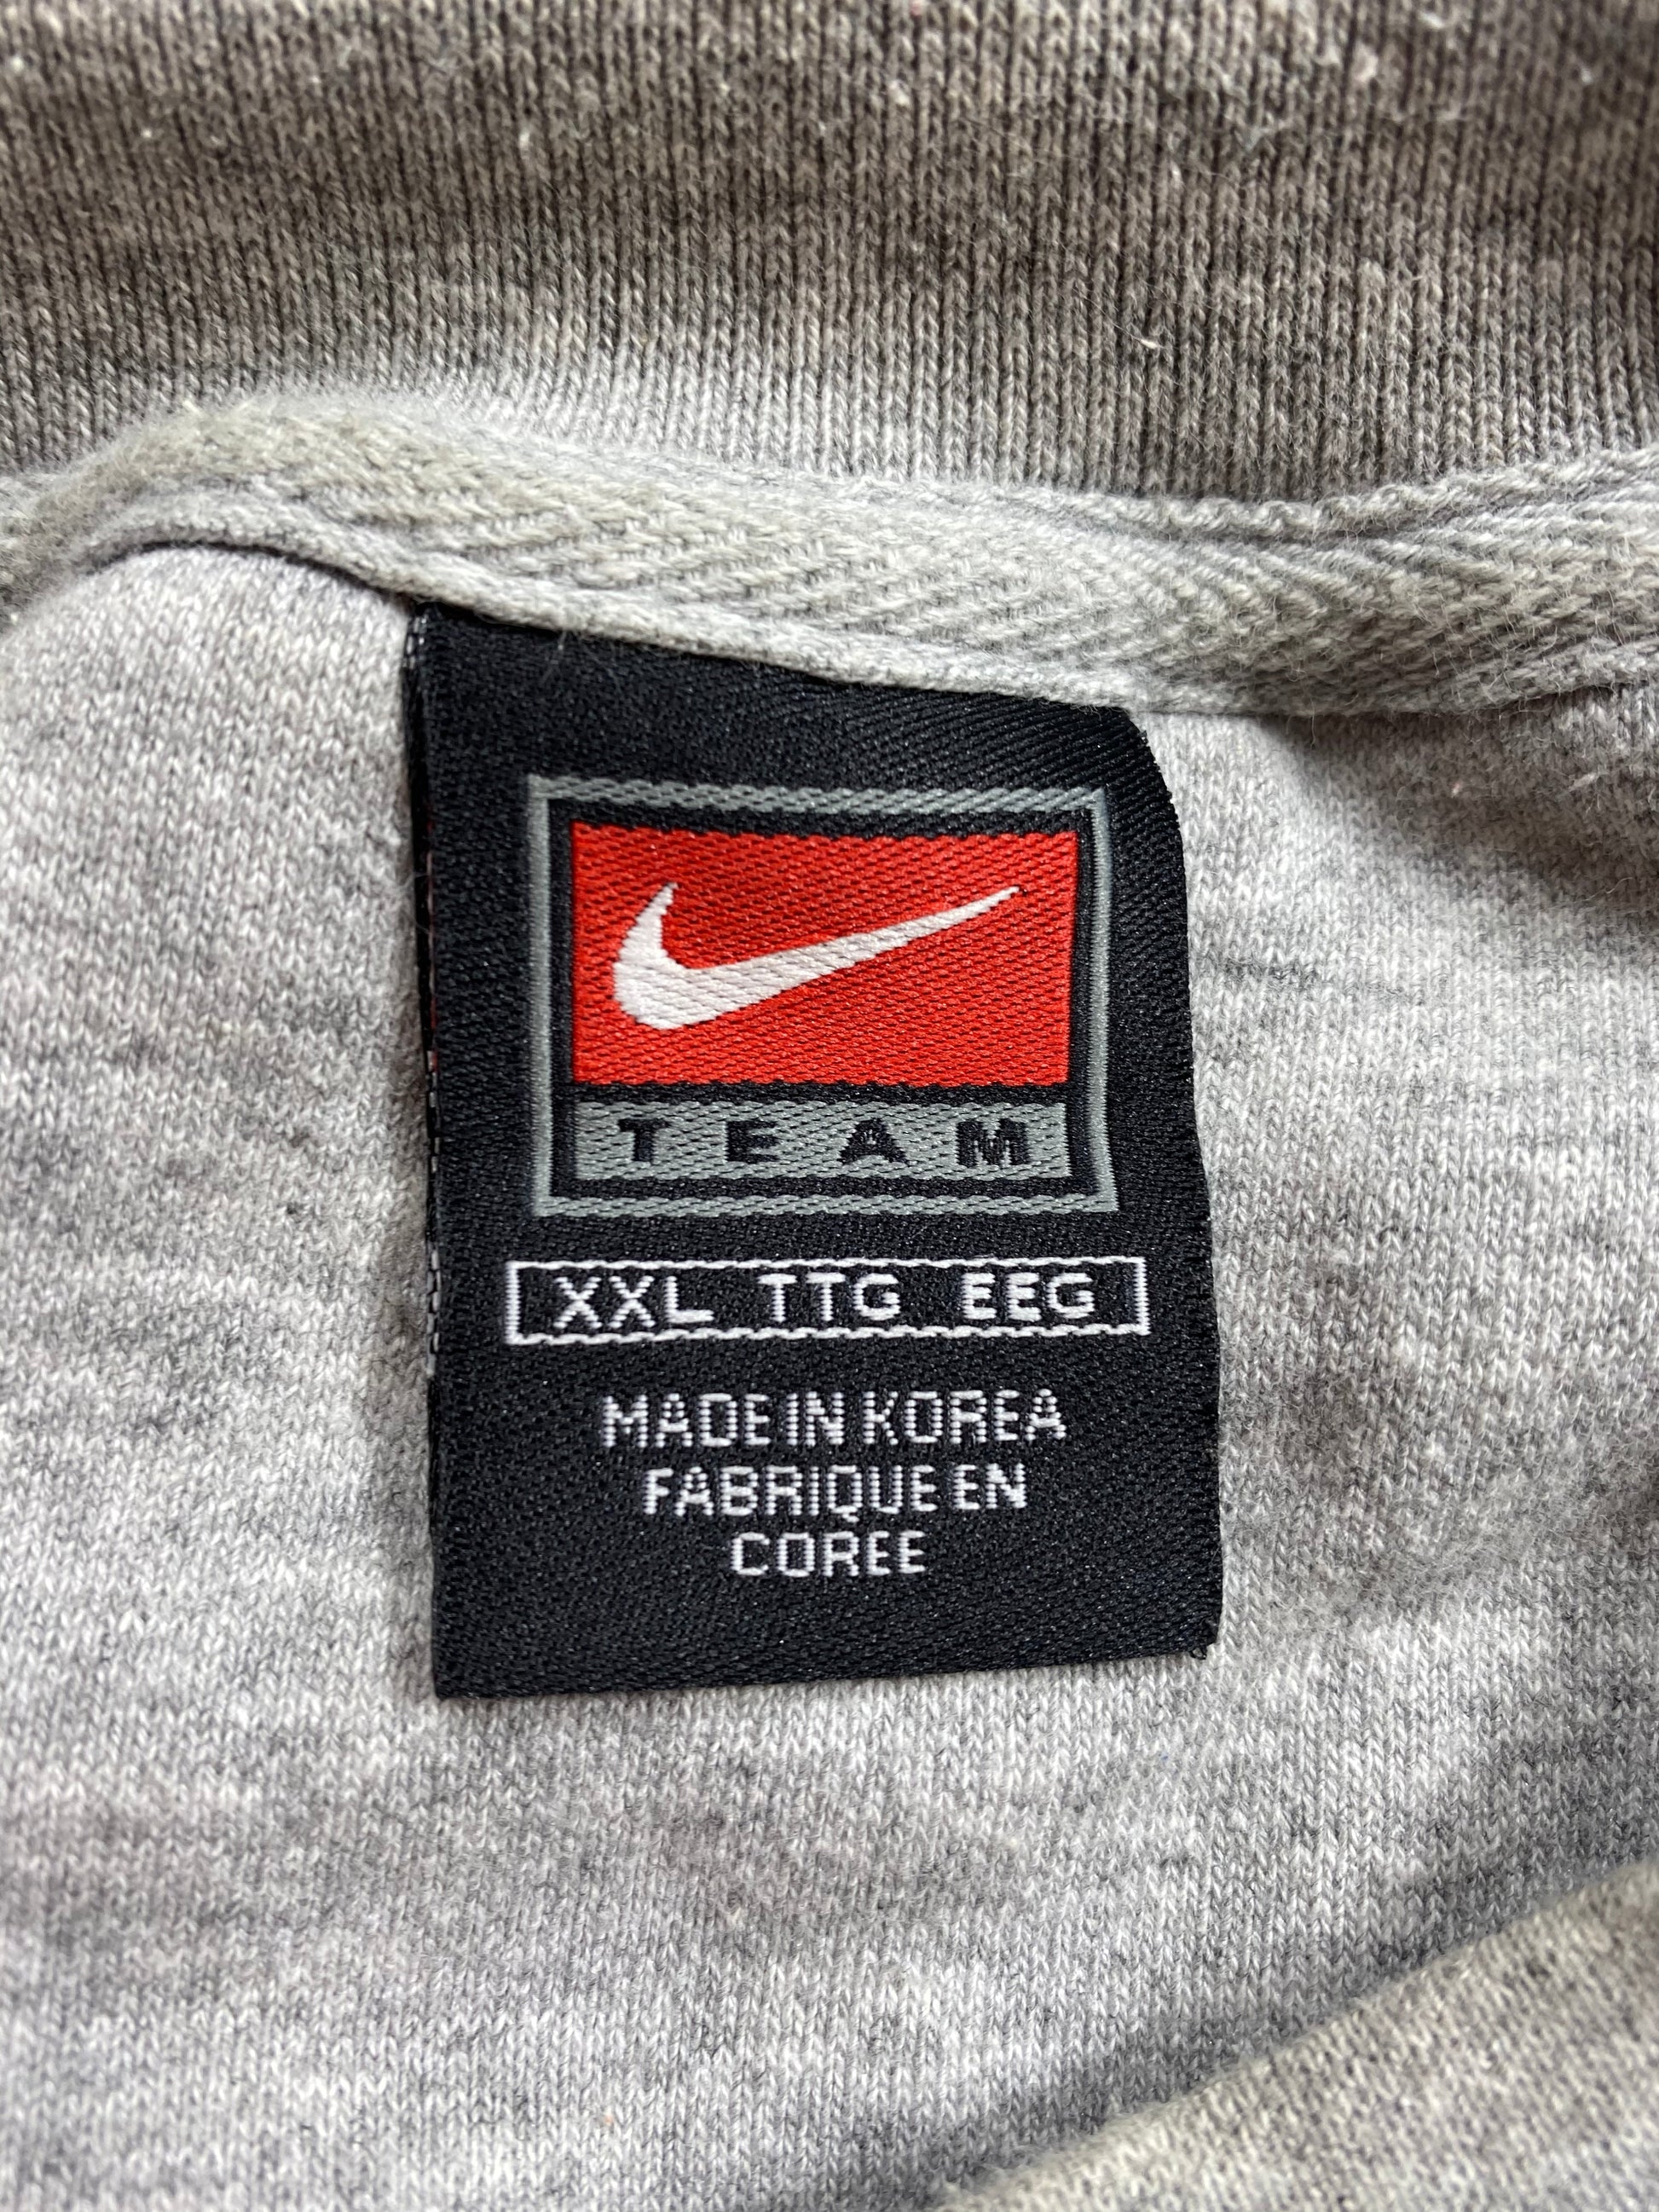 TEAM
XXL TTG EEG
MADE IN KOREA
FABRIQUE EN
COREE